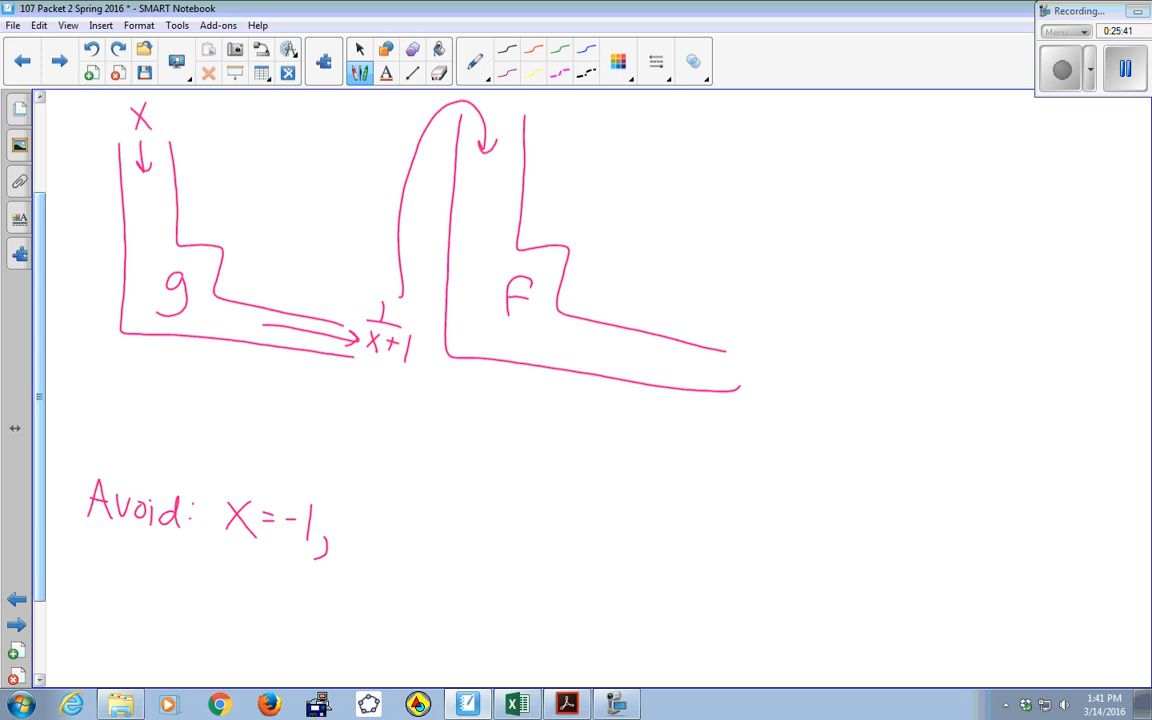 107 Packet 2 Spring 2016 * - SMART Notebook
Recording...
File Edit View Insert Format Tools Add-ons Help
Menu
0:25:41
X
g
1
x+1
F
Avoid: X = -1,
1:41 PM
3/14/2016